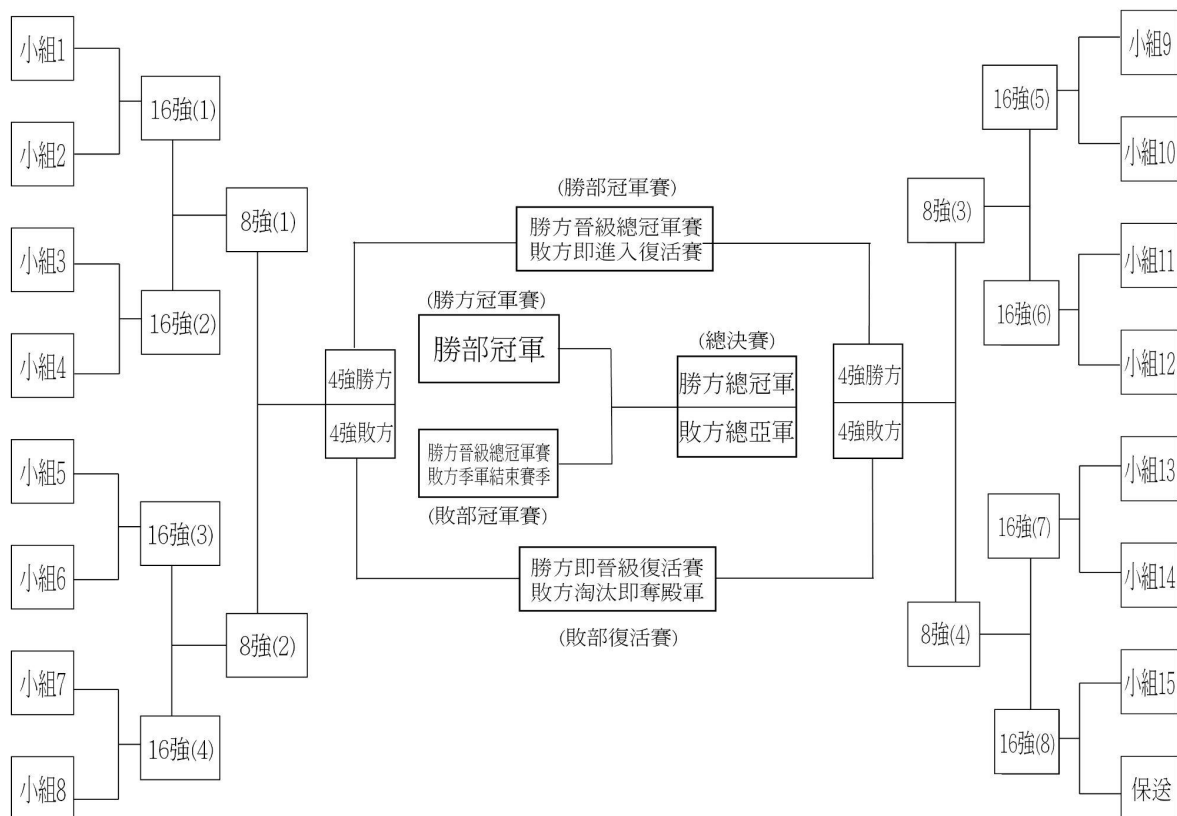 小組1
小組2
小組3
小組4
小組5
小組6
小組7
小組8
16強(1)
16強(2)
16強(3)
16強(4)
8強(1)
8強(2)
4強勝方
4強敗方
(勝部冠軍賽)
勝方晉級總冠軍賽
敗方即進入復活賽
(勝方冠軍賽)
勝部冠軍
勝方晉級總冠軍賽
敗方季軍結束賽季
(敗部冠軍賽)
(總決賽)
勝方總冠軍
敗方總亞軍
勝方即晉級復活賽
敗方淘汰即奪殿軍
(敗部復活賽)
4強勝方
4強敗方
8強(3)
8強(4)
16強(5)
16強(6)
16強(7)
16強(8)
小組9
小組10
小組11
小組12
小組13
小組14
小組15
保送